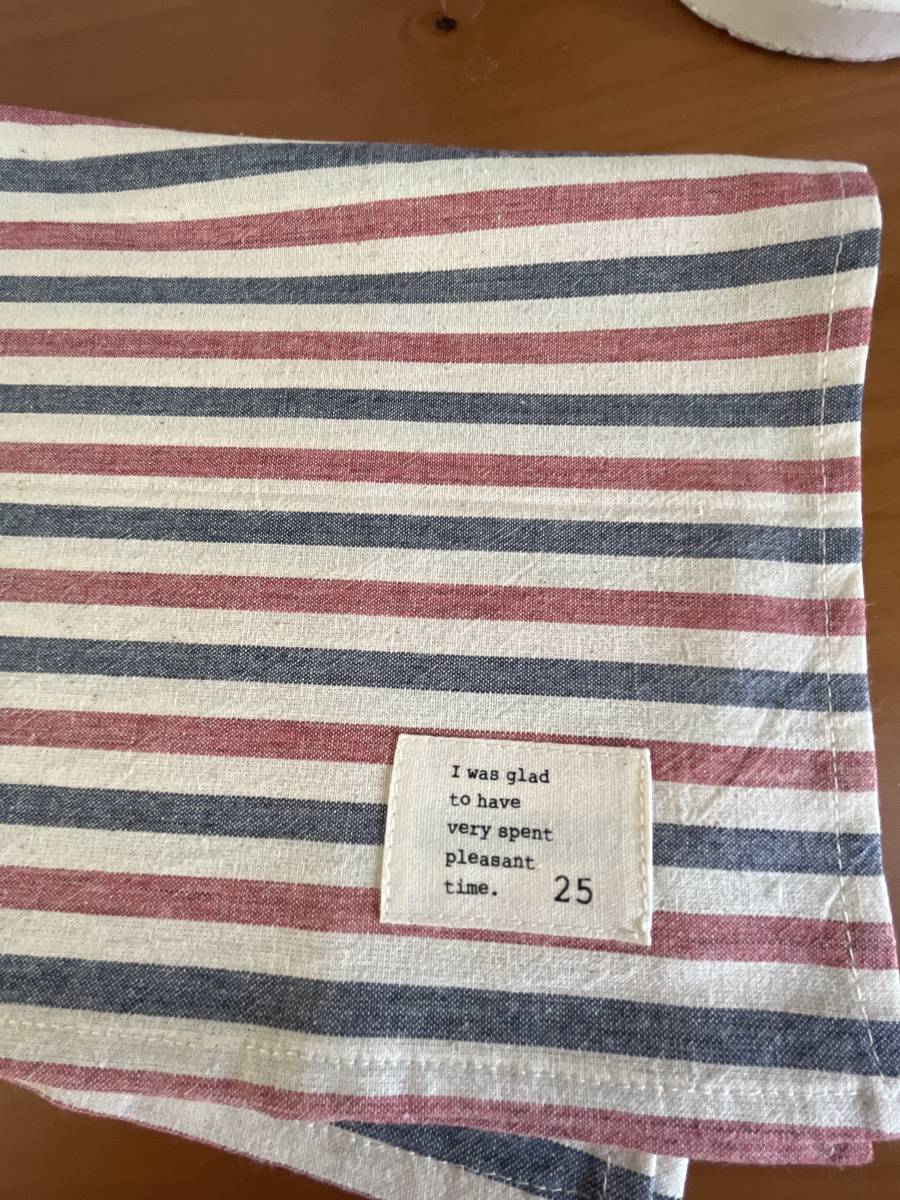 I was glad
to have
very spent
pleasant
time. 25